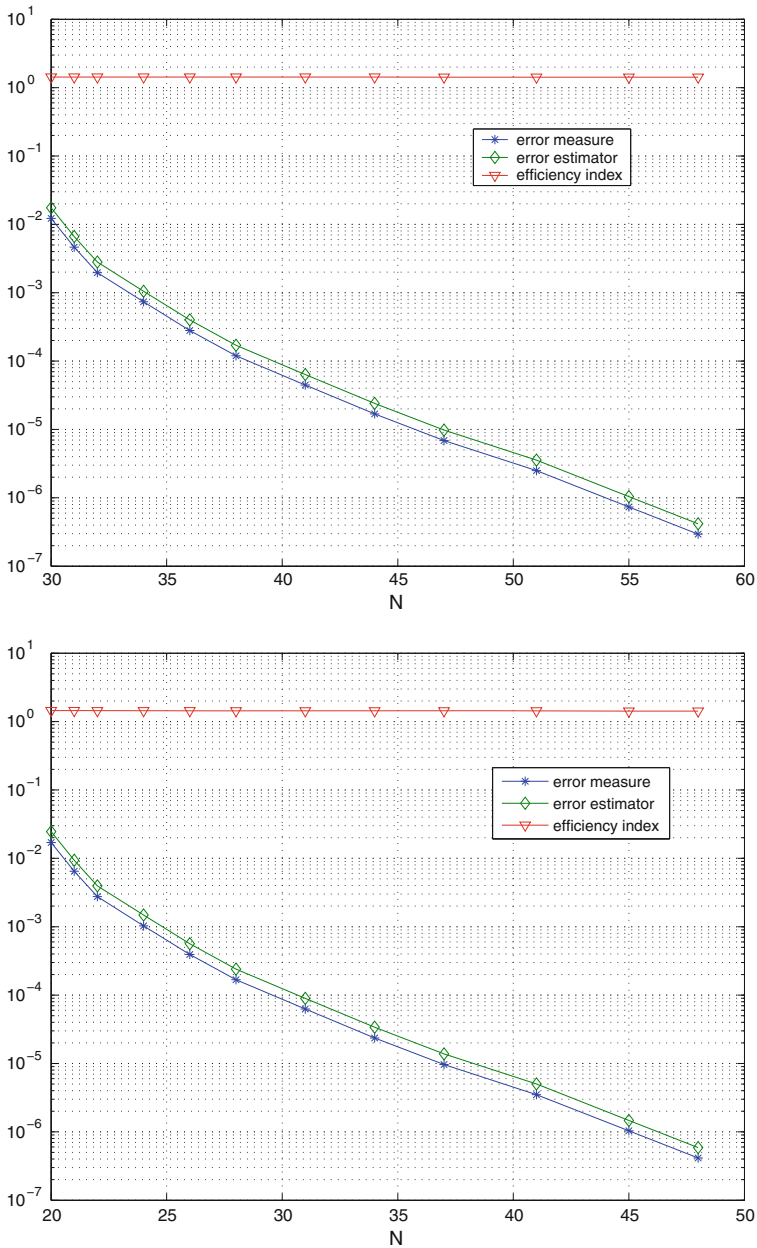 10^1
10^0
10^-1
10^-2
10^-3
10^-4
10^-5
10^-6
10^-7
error measure
error estimator
efficiency index
30 35 40 45 50 55 60
N
10^1
10^0
10^-1
10^-2
10^-3
10^-4
10^-5
10^-6
10^-7
error measure
error estimator
efficiency index
20 25 30 35 40 45 50
N